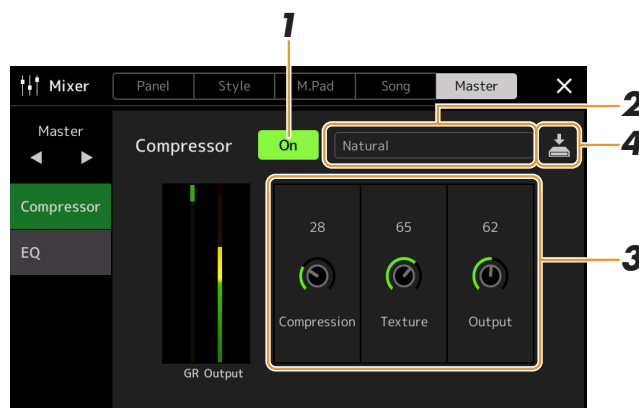 1
Mixer Panel Style M.Pad Song Master ×
2
Master
Compressor On Natural
4
Compressor
28 65 62
EQ
3
Compression Texture Output
GR Output